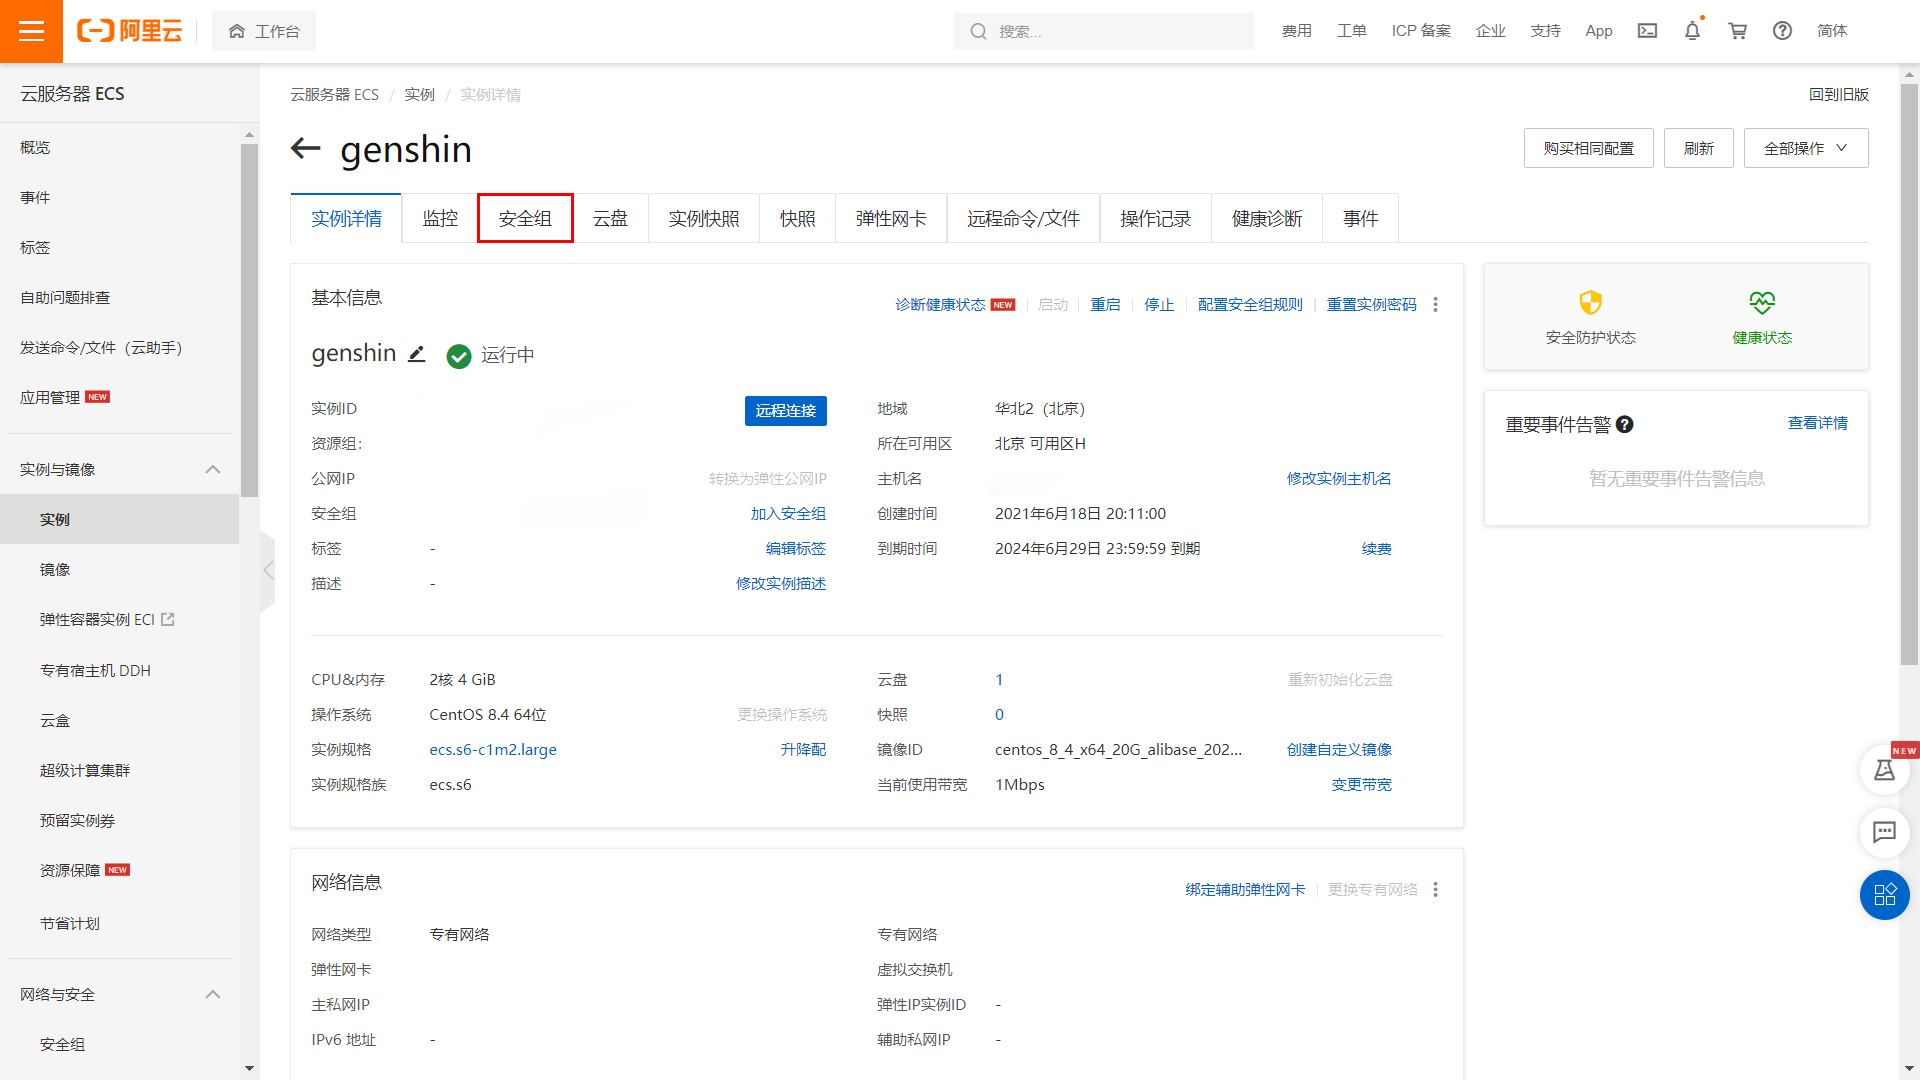 阿里云
工作台
搜索...
费用
工单
ICP 备案
企业
支持
App
简体
云服务器 ECS
概览
事件
标签
自助问题排查
发送命令/文件（云助手）
应用管理 NEW
实例与镜像
实例
镜像
弹性容器实例 ECI
专有宿主机 DDH
云盒
超级计算集群
预留实例券
资源保障 NEW
节省计划
网络与安全
安全组
云服务器 ECS / 实例 / 实例详情
回到旧版
genshin
购买相同配置
刷新
全部操作
实例详情
监控
安全组
云盘
实例快照
快照
弹性网卡
远程命令/文件
操作记录
健康诊断
事件
基本信息
诊断健康状态 NEW
启动
重启
停止
配置安全组规则
重置实例密码
genshin
运行中
实例ID
远程连接
地域
华北2（北京）
资源组:
所在可用区
北京 可用区H
公网IP
转换为弹性公网IP
主机名
修改实例主机名
安全组
加入安全组
创建时间
2021年6月18日 20:11:00
标签
-
编辑标签
到期时间
2024年6月29日 23:59:59 到期
续费
描述
-
修改实例描述
CPU&内存
2核 4 GiB
云盘
1
重新初始化云盘
操作系统
CentOS 8.4 64位
更换操作系统
快照
0
实例规格
ecs.s6-c1m2.large
升降配
镜像ID
centos_8_4_x64_20G_alibase_202...
创建自定义镜像
实例规格族
ecs.s6
当前使用带宽
1Mbps
变更带宽
网络信息
绑定辅助弹性网卡
更换专有网络
网络类型
专有网络
专有网络
弹性网卡
虚拟交换机
主私网IP
弹性IP实例ID
-
IPv6 地址
-
辅助私网IP
-
安全防护状态
健康状态
重要事件告警
查看详情
暂无重要事件告警信息
NEW